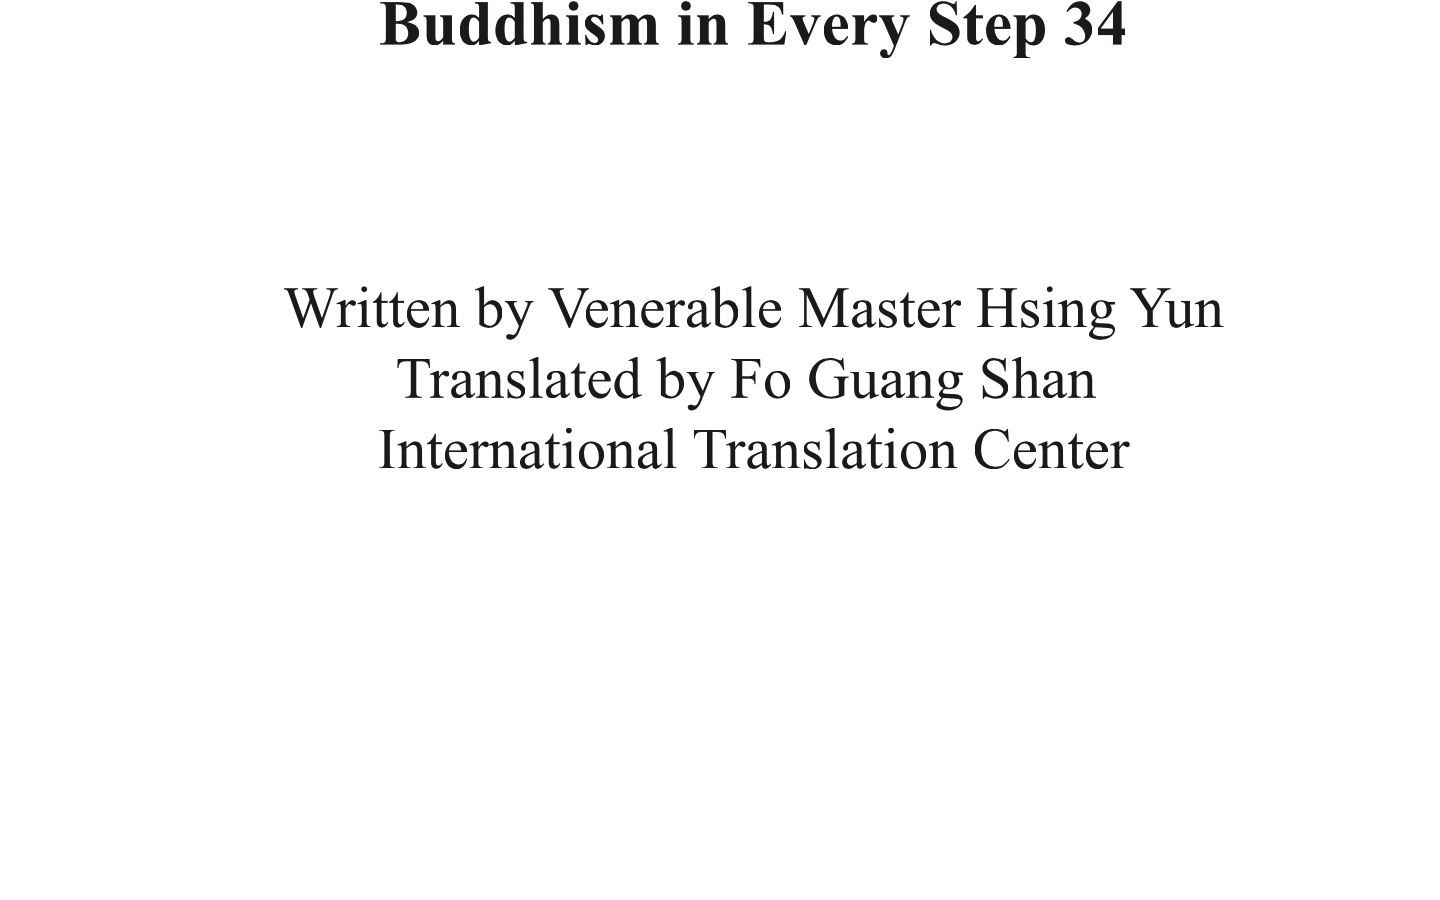 Buddhism in Every Step 34
Written by Venerable Master Hsing Yun
Translated by Fo Guang Shan
International Translation Center